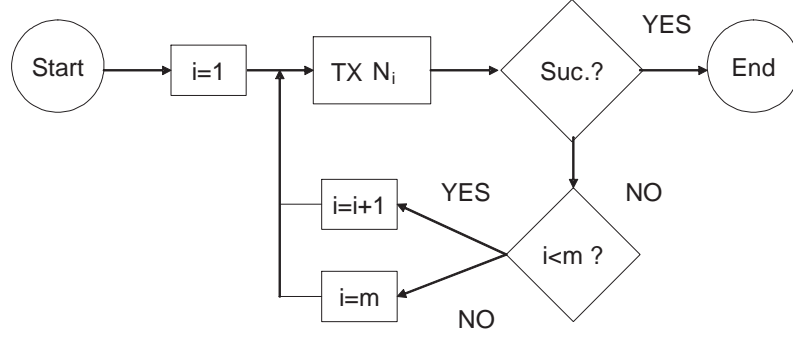 YES
Start
i=1
TX Ni
Suc.?
End
YES
NO
i=i+1
i<m ?
i=m
NO